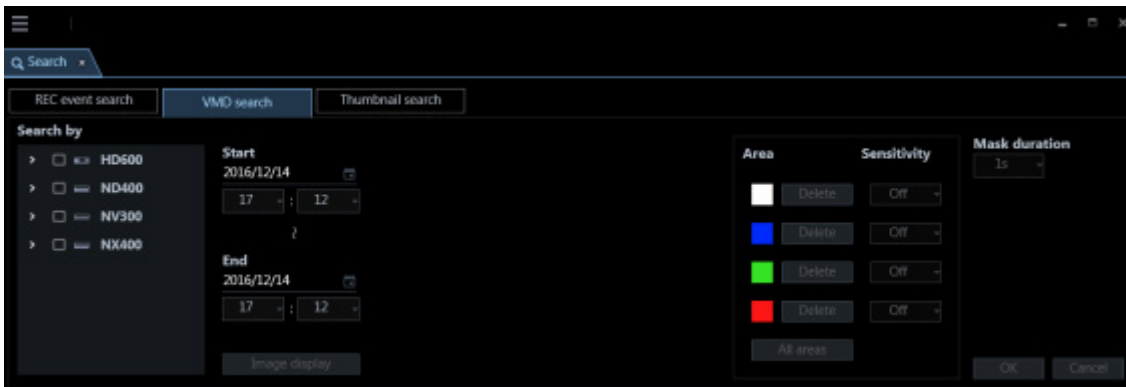 Search ×
REC event search
VMD search
Thumbnail search
Search by
HD600
ND400
NV300
NX400
Start
2016/12/14
17 : 12
~
End
2016/12/14
17 : 12
Image display
Area Sensitivity
Delete Off
Delete Off
Delete Off
Delete Off
All areas
Mask duration
1s
OK Cancel